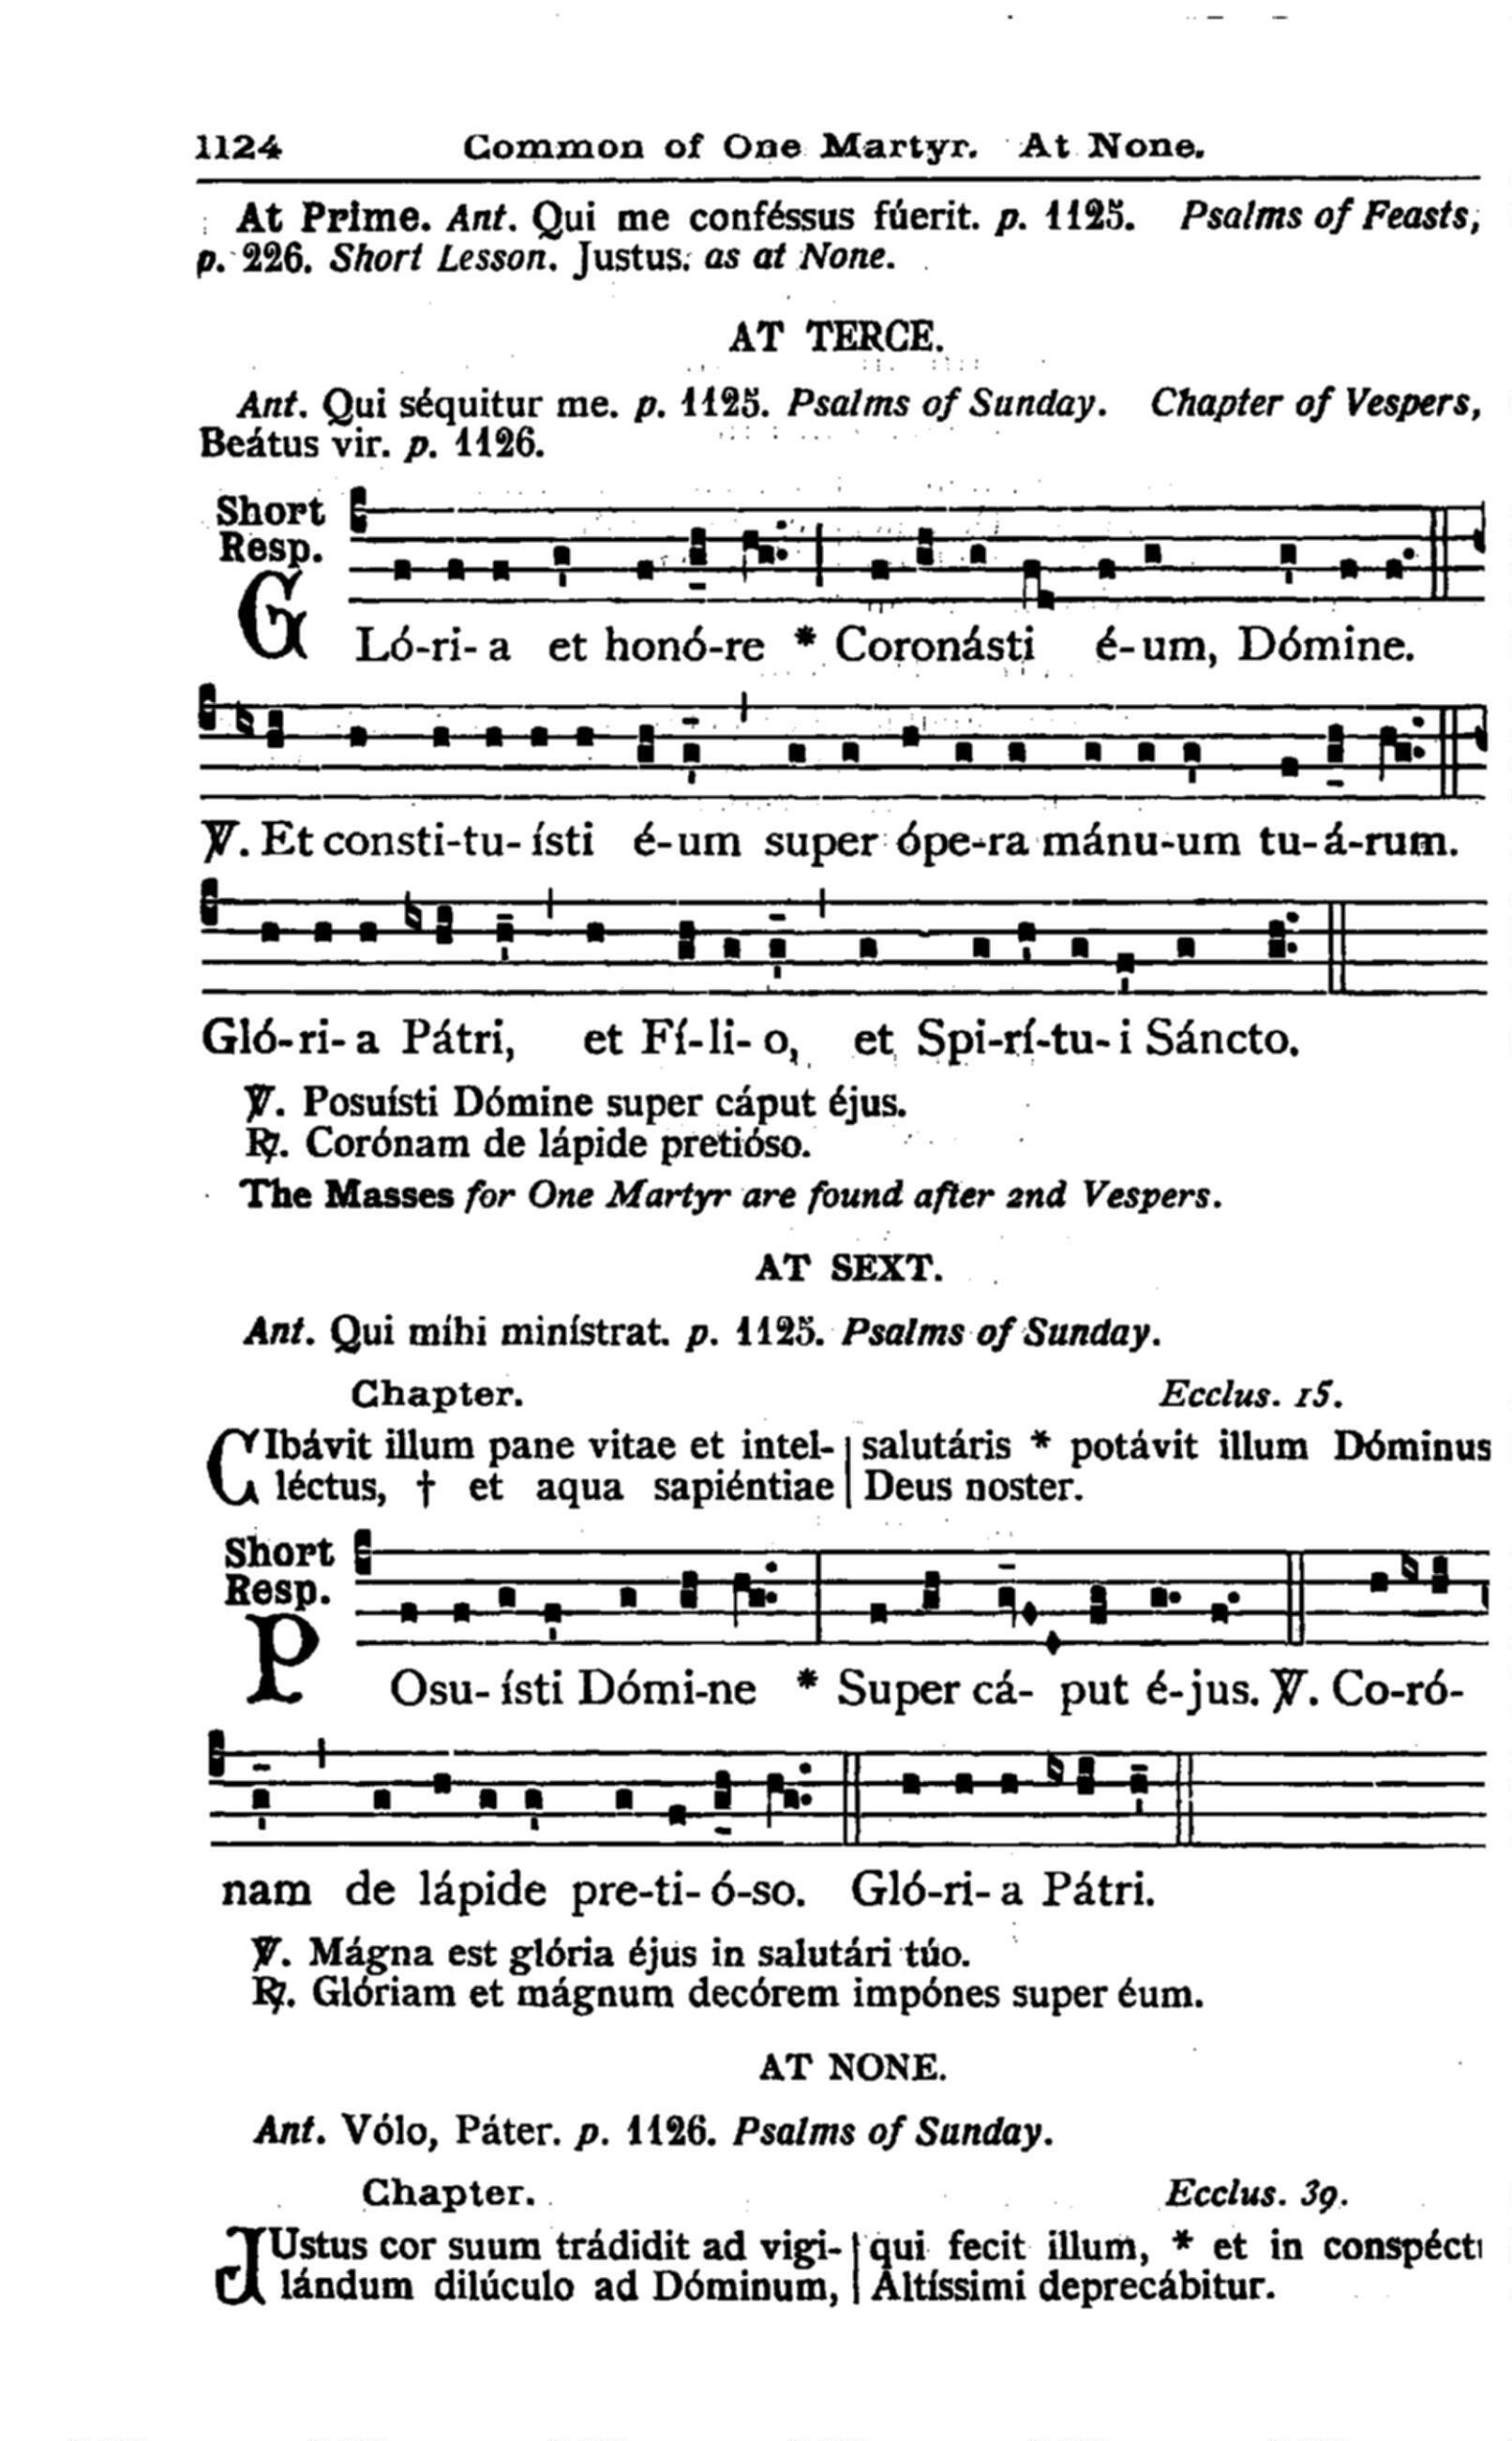 1124 Common of One Martyr. At None.
At Prime. Ant. Qui me conféssus fúerit. p. 1125. Psalms of Feasts,
p. 226. Short Lesson. Justus. as at None.
AT TERCE.
Ant. Qui séquitur me. p. 1125. Psalms of Sunday. Chapter of Vespers,
Beátus vir. p. 1126.
Short
Resp.
GLó-ri- a et honó-re * Coronásti é-um, Dómine.
℣. Et consti-tu- ísti é-um super ópe-ra mánu-um tu-á-rum.
Gló-ri- a Pátri, et Fí-li- o, et Spi-rí-tu- i Sáncto.
℣. Posuísti Dómine super cáput éjus.
℟. Corónam de lápide pretióso.
The Masses for One Martyr are found after 2nd Vespers.
AT SEXT.
Ant. Qui míhi minístrat. p. 1125. Psalms of Sunday.
Chapter. Ecclus. 15.
CIbávit illum pane vitae et intel-
léctus, † et aqua sapiéntiae
salutáris * potávit illum Dóminus
Deus noster.
Short
Resp.
POsu- ísti Dómi-ne * Super cá- put é-jus. ℣. Co-ró-
nam de lápide pre-ti- ó-so. Gló-ri- a Pátri.
℣. Mágna est glória éjus in salutári túo.
℟. Glóriam et mágnum decórem impónes super éum.
AT NONE.
Ant. Vólo, Páter. p. 1126. Psalms of Sunday.
Chapter. Ecclus. 39.
JUstus cor suum trádidit ad vigi-
lándum dilúculo ad Dóminum,
qui fecit illum, * et in conspéct
Altíssimi deprecábitur.